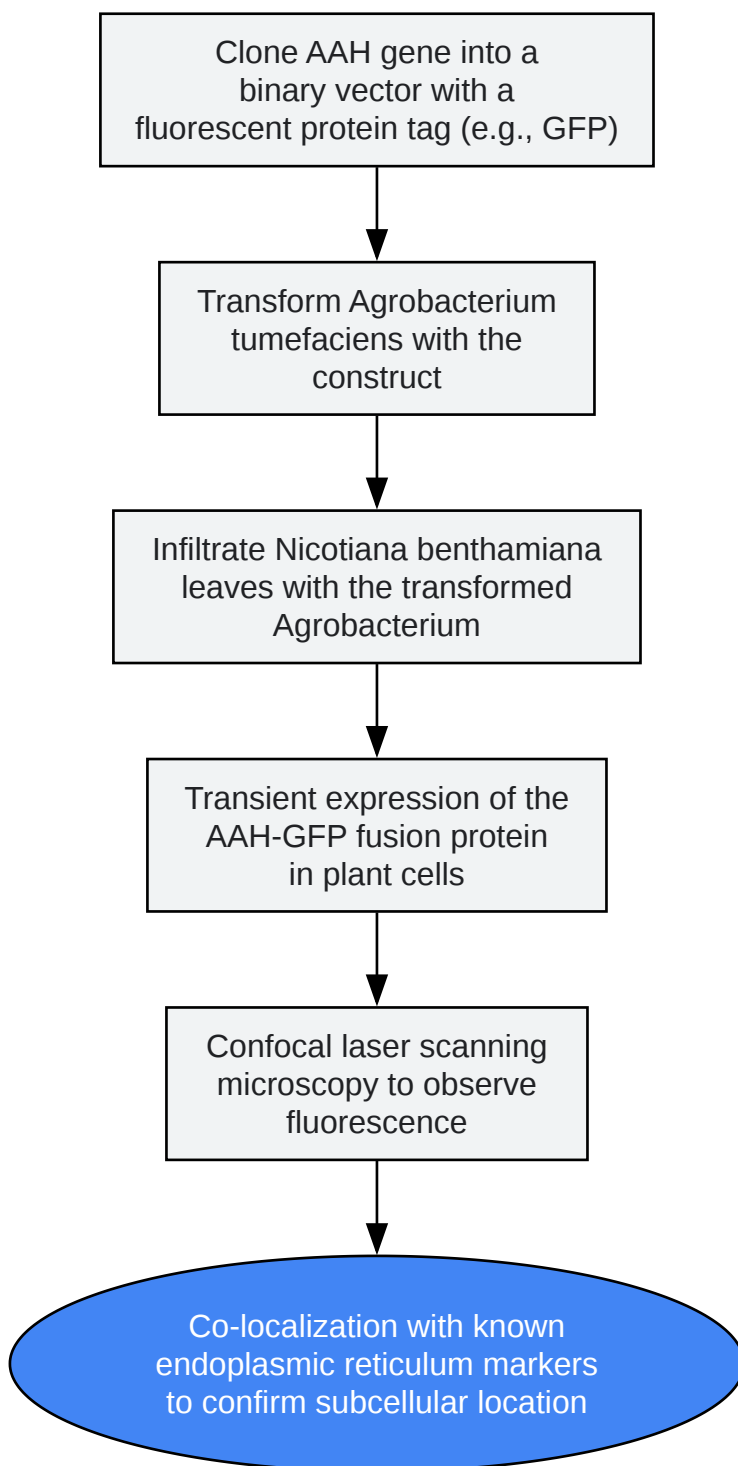 Clone AAH gene into a
binary vector with a
fluorescent protein tag (e.g., GFP)
Transform Agrobacterium
tumefaciens with the
construct
Infiltrate Nicotiana benthamiana
leaves with the transformed
Agrobacterium
Transient expression of the
AAH-GFP fusion protein
in plant cells
Confocal laser scanning
microscopy to observe
fluorescence
Co-localization with known
endoplasmic reticulum markers
to confirm subcellular location